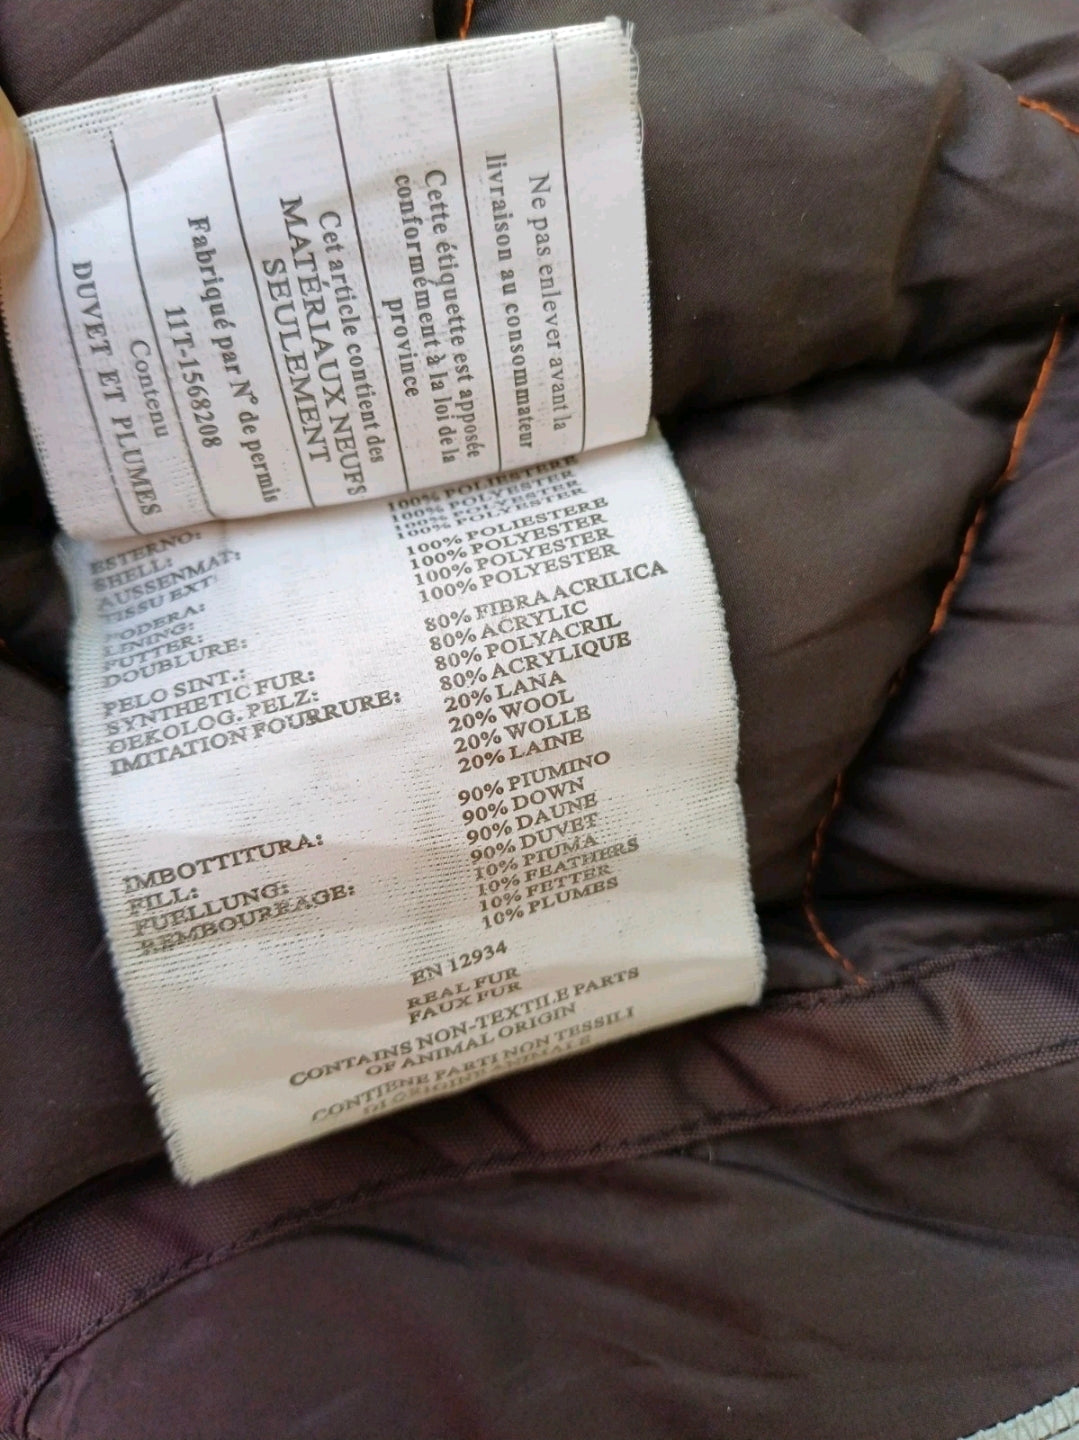 Ne pas enlever avant la
livraison au consommateur
Cette étiquette est apposée
conformément à la loi de la
province
Cet article contient des
MATÉRIAUX NEUFS
SEULEMENT
Fabriqué par N° de permis
11T-1568208
Contenu
DUVET ET PLUMES
ESTERNO: 100% POLIESTERE
SHELL: 100% POLYESTER
AUSSENMAT: 100% POLYESTER
TISSU EXT: 100% POLYESTER
FODERA: 100% POLIESTERE
LINING: 100% POLYESTER
FUTTER: 100% POLYESTER
DOUBLURE: 100% POLYESTER
PELO SINT.: 80% FIBRA ACRILICA
SYNTHETIC FUR: 80% ACRYLIC
OEKOLOG. PELZ: 80% POLYACRIL
IMITATION FOURRURE: 80% ACRYLIQUE
20% LANA
20% WOOL
20% WOLLE
20% LAINE
IMBOTTITURA: 90% PIUMINO
FILL: 90% DOWN
FUELLUNG: 90% DAUNE
REMBOURREAGE: 90% DUVET
10% PIUMA
10% FEATHERS
10% FETTER
10% PLUMES
EN 12934
REAL FUR
FAUX FUR
CONTAINS NON-TEXTILE PARTS
OF ANIMAL ORIGIN
CONTIENE PARTI NON TESSILI
DI ORIGINE ANIMALE